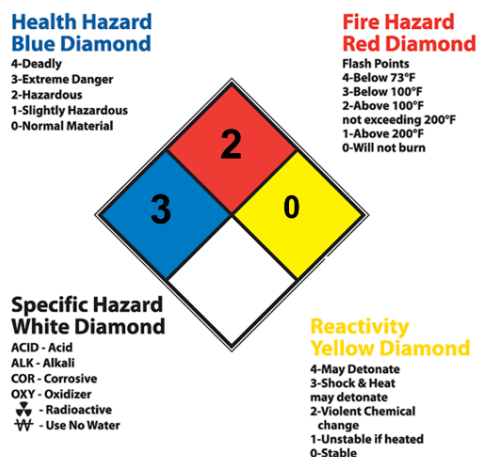 Health Hazard
Blue Diamond
4-Deadly
3-Extreme Danger
2-Hazardous
1-Slightly Hazardous
0-Normal Material
Fire Hazard
Red Diamond
Flash Points
4-Below 73°F
3-Below 100°F
2-Above 100°F
not exceeding 200°F
1-Above 200°F
0-Will not burn
2
3
0
Specific Hazard
White Diamond
ACID - Acid
ALK - Alkali
COR - Corrosive
OXY - Oxidizer
- Radioactive
W - Use No Water
Reactivity
Yellow Diamond
4-May Detonate
3-Shock & Heat
may detonate
2-Violent Chemical
change
1-Unstable if heated
0-Stable